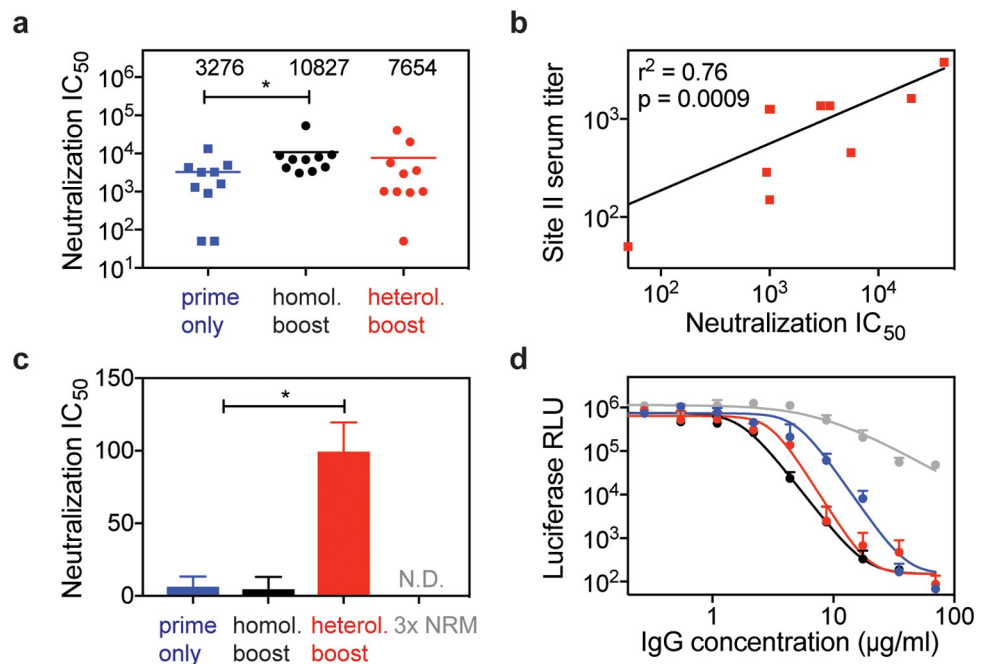 a
Neutralization IC50
10^6
10^5
10^4
10^3
10^2
10^1
3276 10827 7654
*
prime only
homol. boost
heterol. boost
b
Site II serum titer
r² = 0.76
p = 0.0009
10^3
10^2
10^2 10^3 10^4
Neutralization IC50
c
Neutralization IC50
150
100
50
0
*
N.D.
prime only
homol. boost
heterol. boost
3x NRM
d
Luciferase RLU
10^6
10^5
10^4
10^3
10^2
1 10 100
IgG concentration (µg/ml)